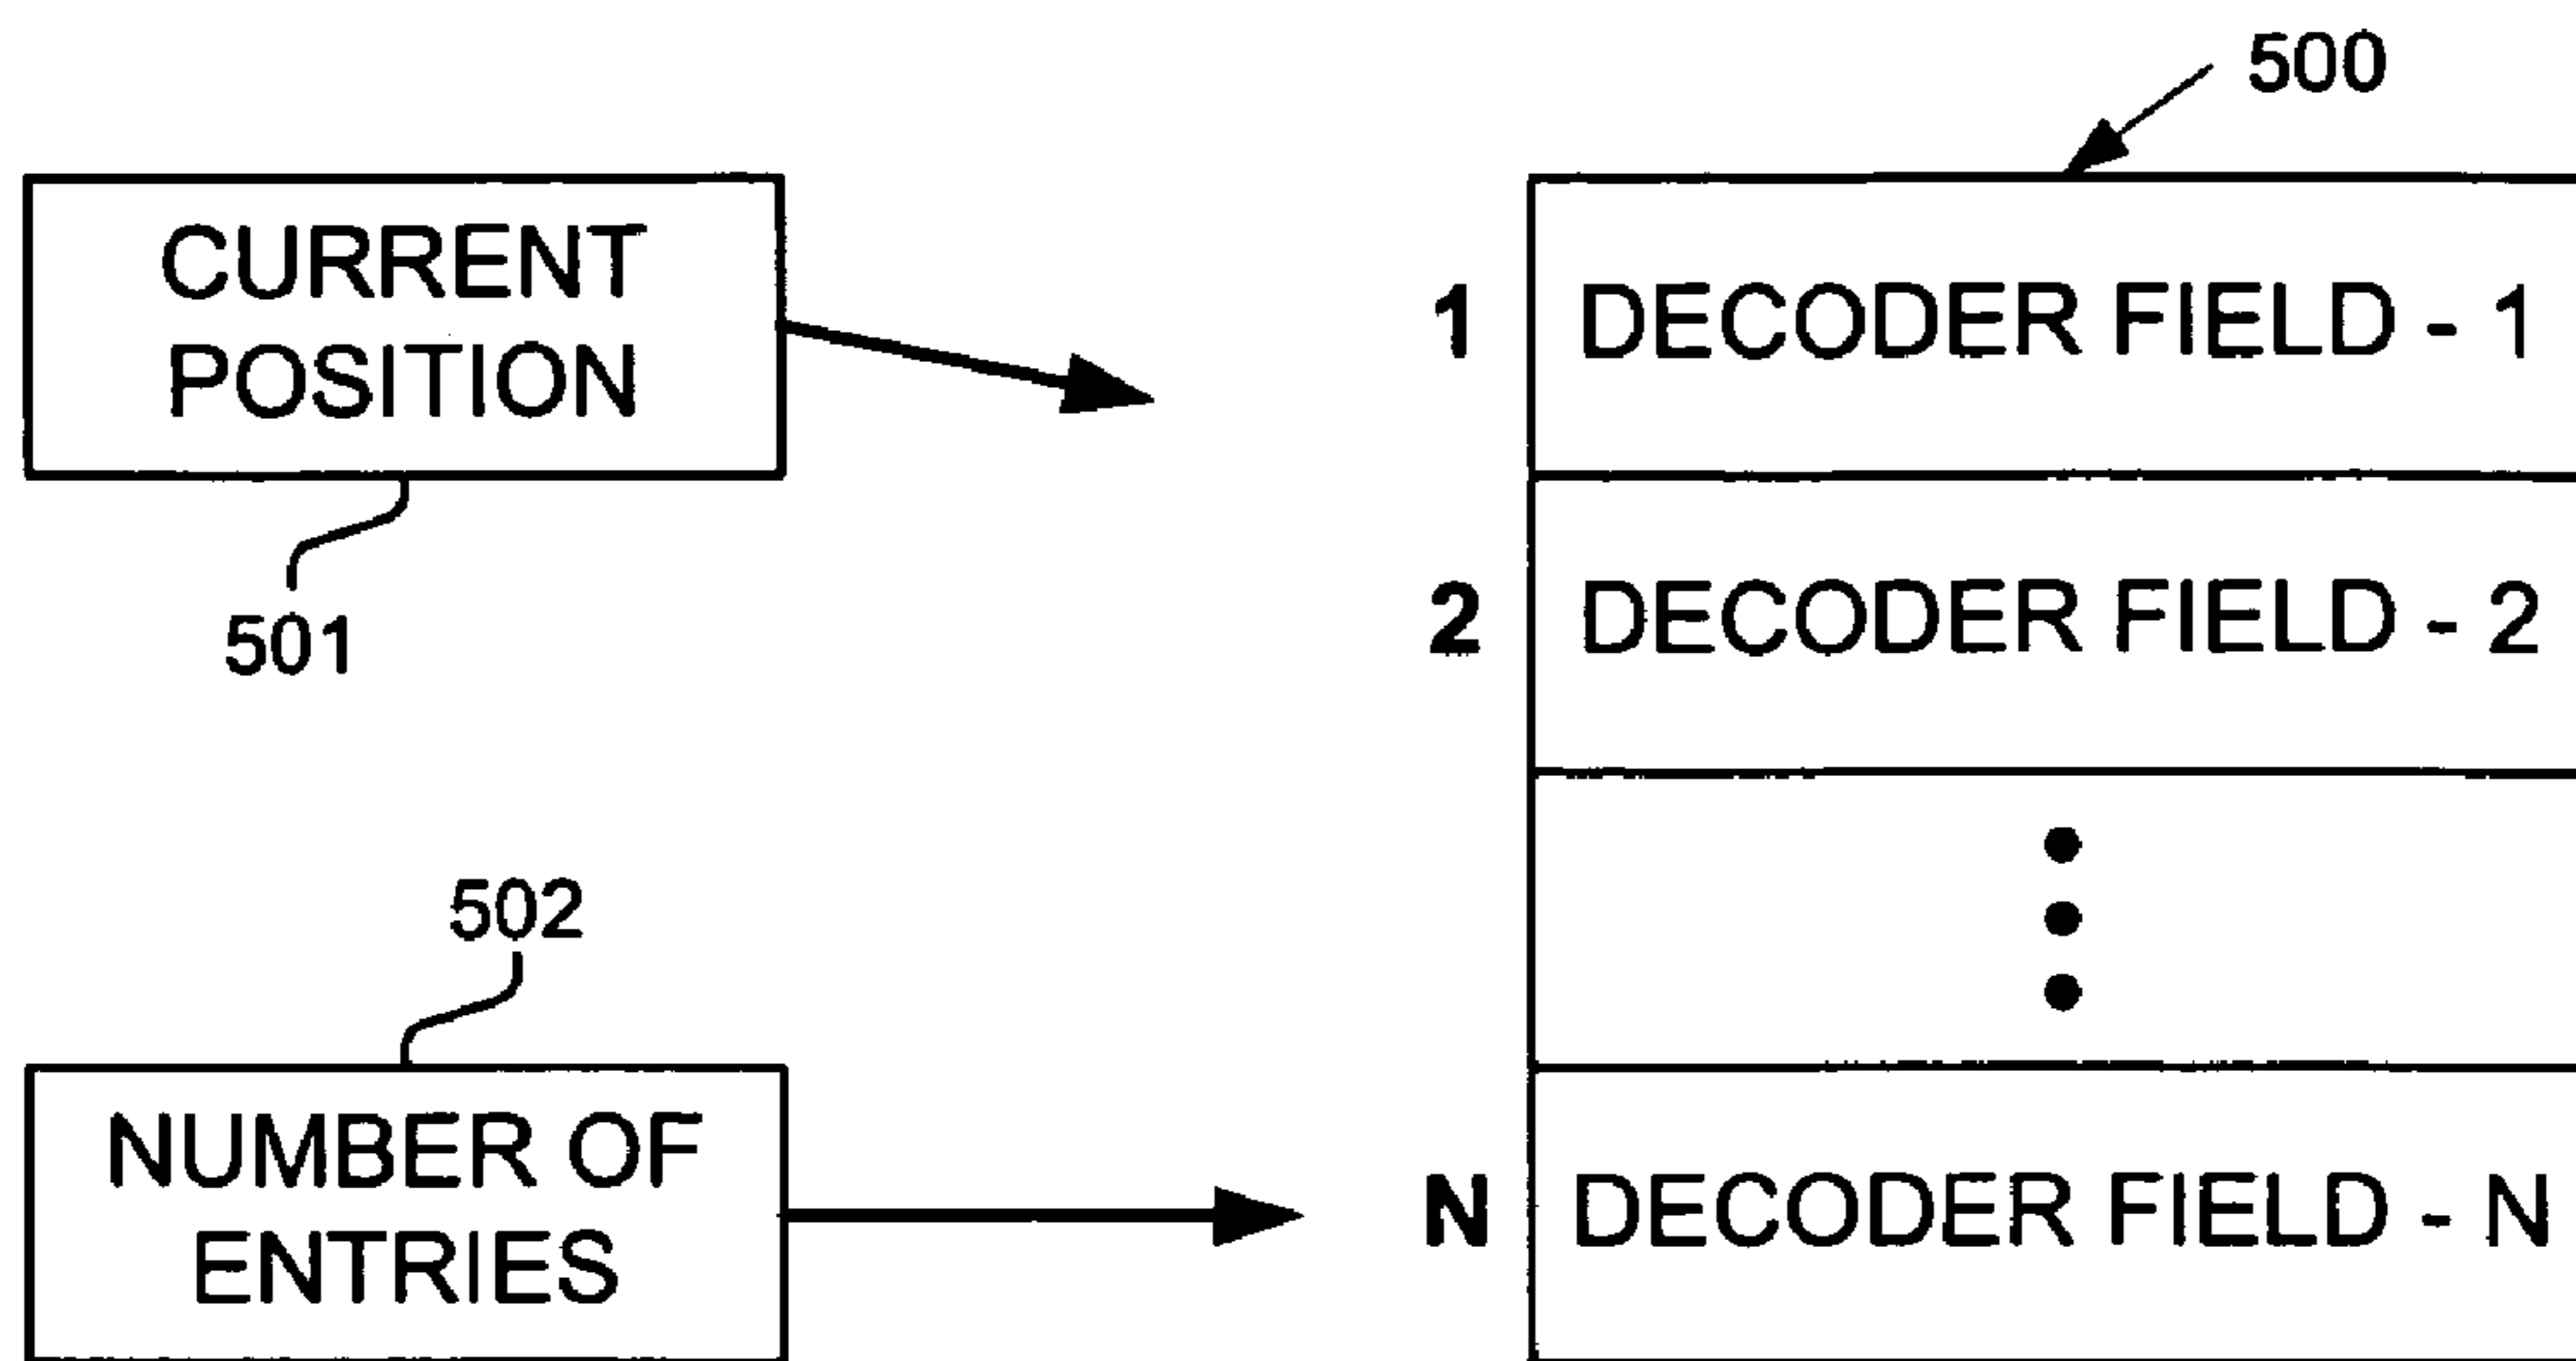 500
CURRENT
POSITION
501
1 DECODER FIELD - 1
2 DECODER FIELD - 2
502
NUMBER OF
ENTRIES
N DECODER FIELD - N